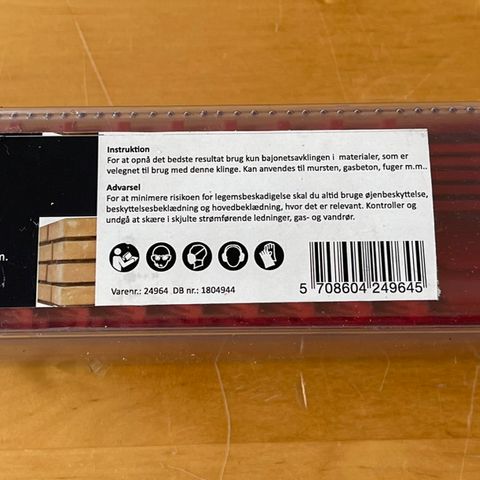 Instruktion
For at opnå det bedste resultat brug kun bajonetsavklingen i materialer, som er
velegnet til brug med denne klinge. Kan anvendes til mursten, gasbeton, fuger m.m..
Advarsel
For at minimere risikoen for legemsbeskadigelse skal du altid bruge øjenbeskyttelse,
beskyttelsesbeklædning og hovedbeklædning, hvor det er relevant. Kontroller og
undgå at skære i skjulte strømførende ledninger, gas- og vandrør.
Varenr.: 24964 DB nr.: 1804944
5 708604 249645